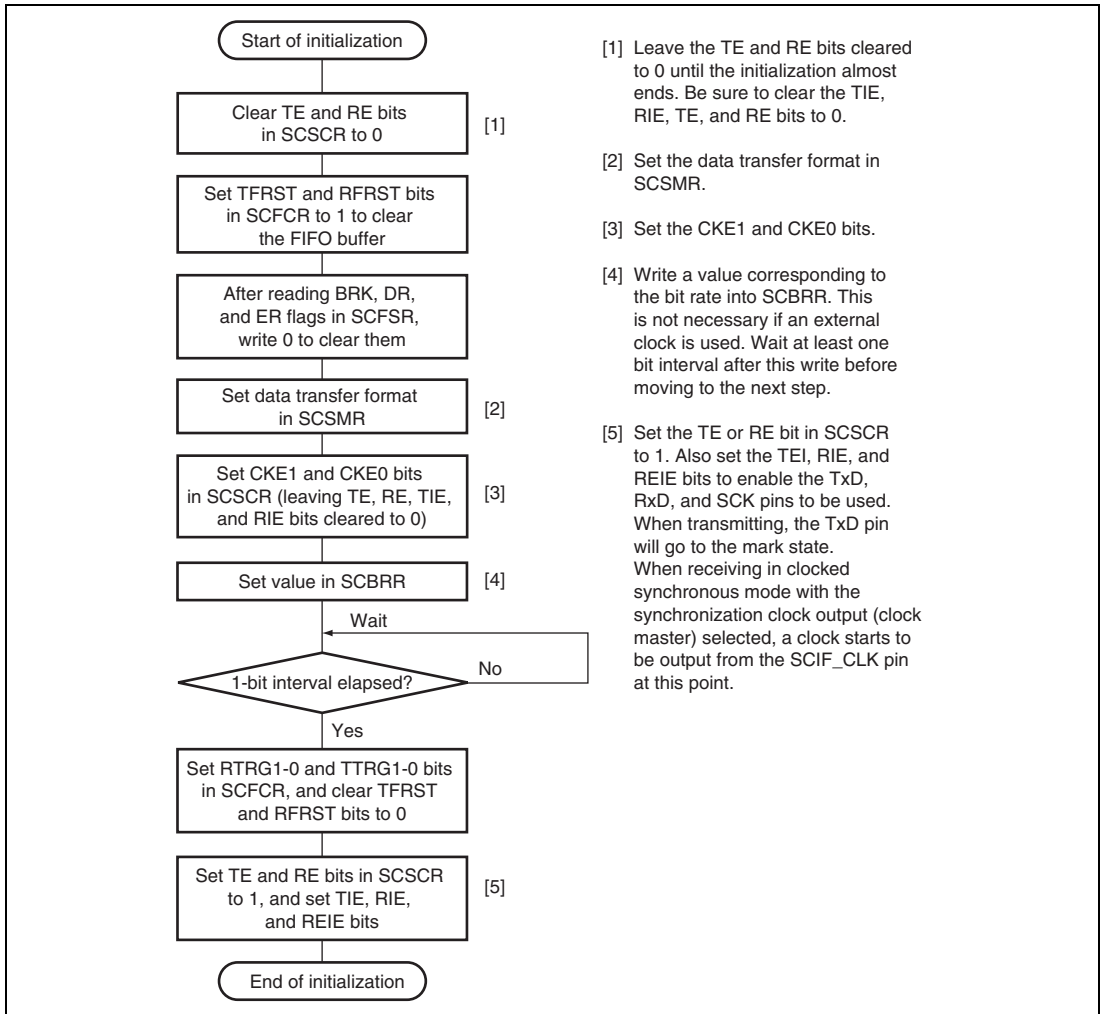 Start of initialization
Clear TE and RE bits
in SCSCR to 0
[1]
Set TFRST and RFRST bits
in SCFCR to 1 to clear
the FIFO buffer
After reading BRK, DR,
and ER flags in SCFSR,
write 0 to clear them
Set data transfer format
in SCSMR
[2]
Set CKE1 and CKE0 bits
in SCSCR (leaving TE, RE, TIE,
and RIE bits cleared to 0)
[3]
Set value in SCBRR
[4]
Wait
1-bit interval elapsed?
No
Yes
Set RTRG1-0 and TTRG1-0 bits
in SCFCR, and clear TFRST
and RFRST bits to 0
Set TE and RE bits in SCSCR
to 1, and set TIE, RIE,
and REIE bits
[5]
End of initialization
[1] Leave the TE and RE bits cleared
to 0 until the initialization almost
ends. Be sure to clear the TIE,
RIE, TE, and RE bits to 0.
[2] Set the data transfer format in
SCSMR.
[3] Set the CKE1 and CKE0 bits.
[4] Write a value corresponding to
the bit rate into SCBRR. This
is not necessary if an external
clock is used. Wait at least one
bit interval after this write before
moving to the next step.
[5] Set the TE or RE bit in SCSCR
to 1. Also set the TEI, RIE, and
REIE bits to enable the TxD,
RxD, and SCK pins to be used.
When transmitting, the TxD pin
will go to the mark state.
When receiving in clocked
synchronous mode with the
synchronization clock output (clock
master) selected, a clock starts to
be output from the SCIF_CLK pin
at this point.